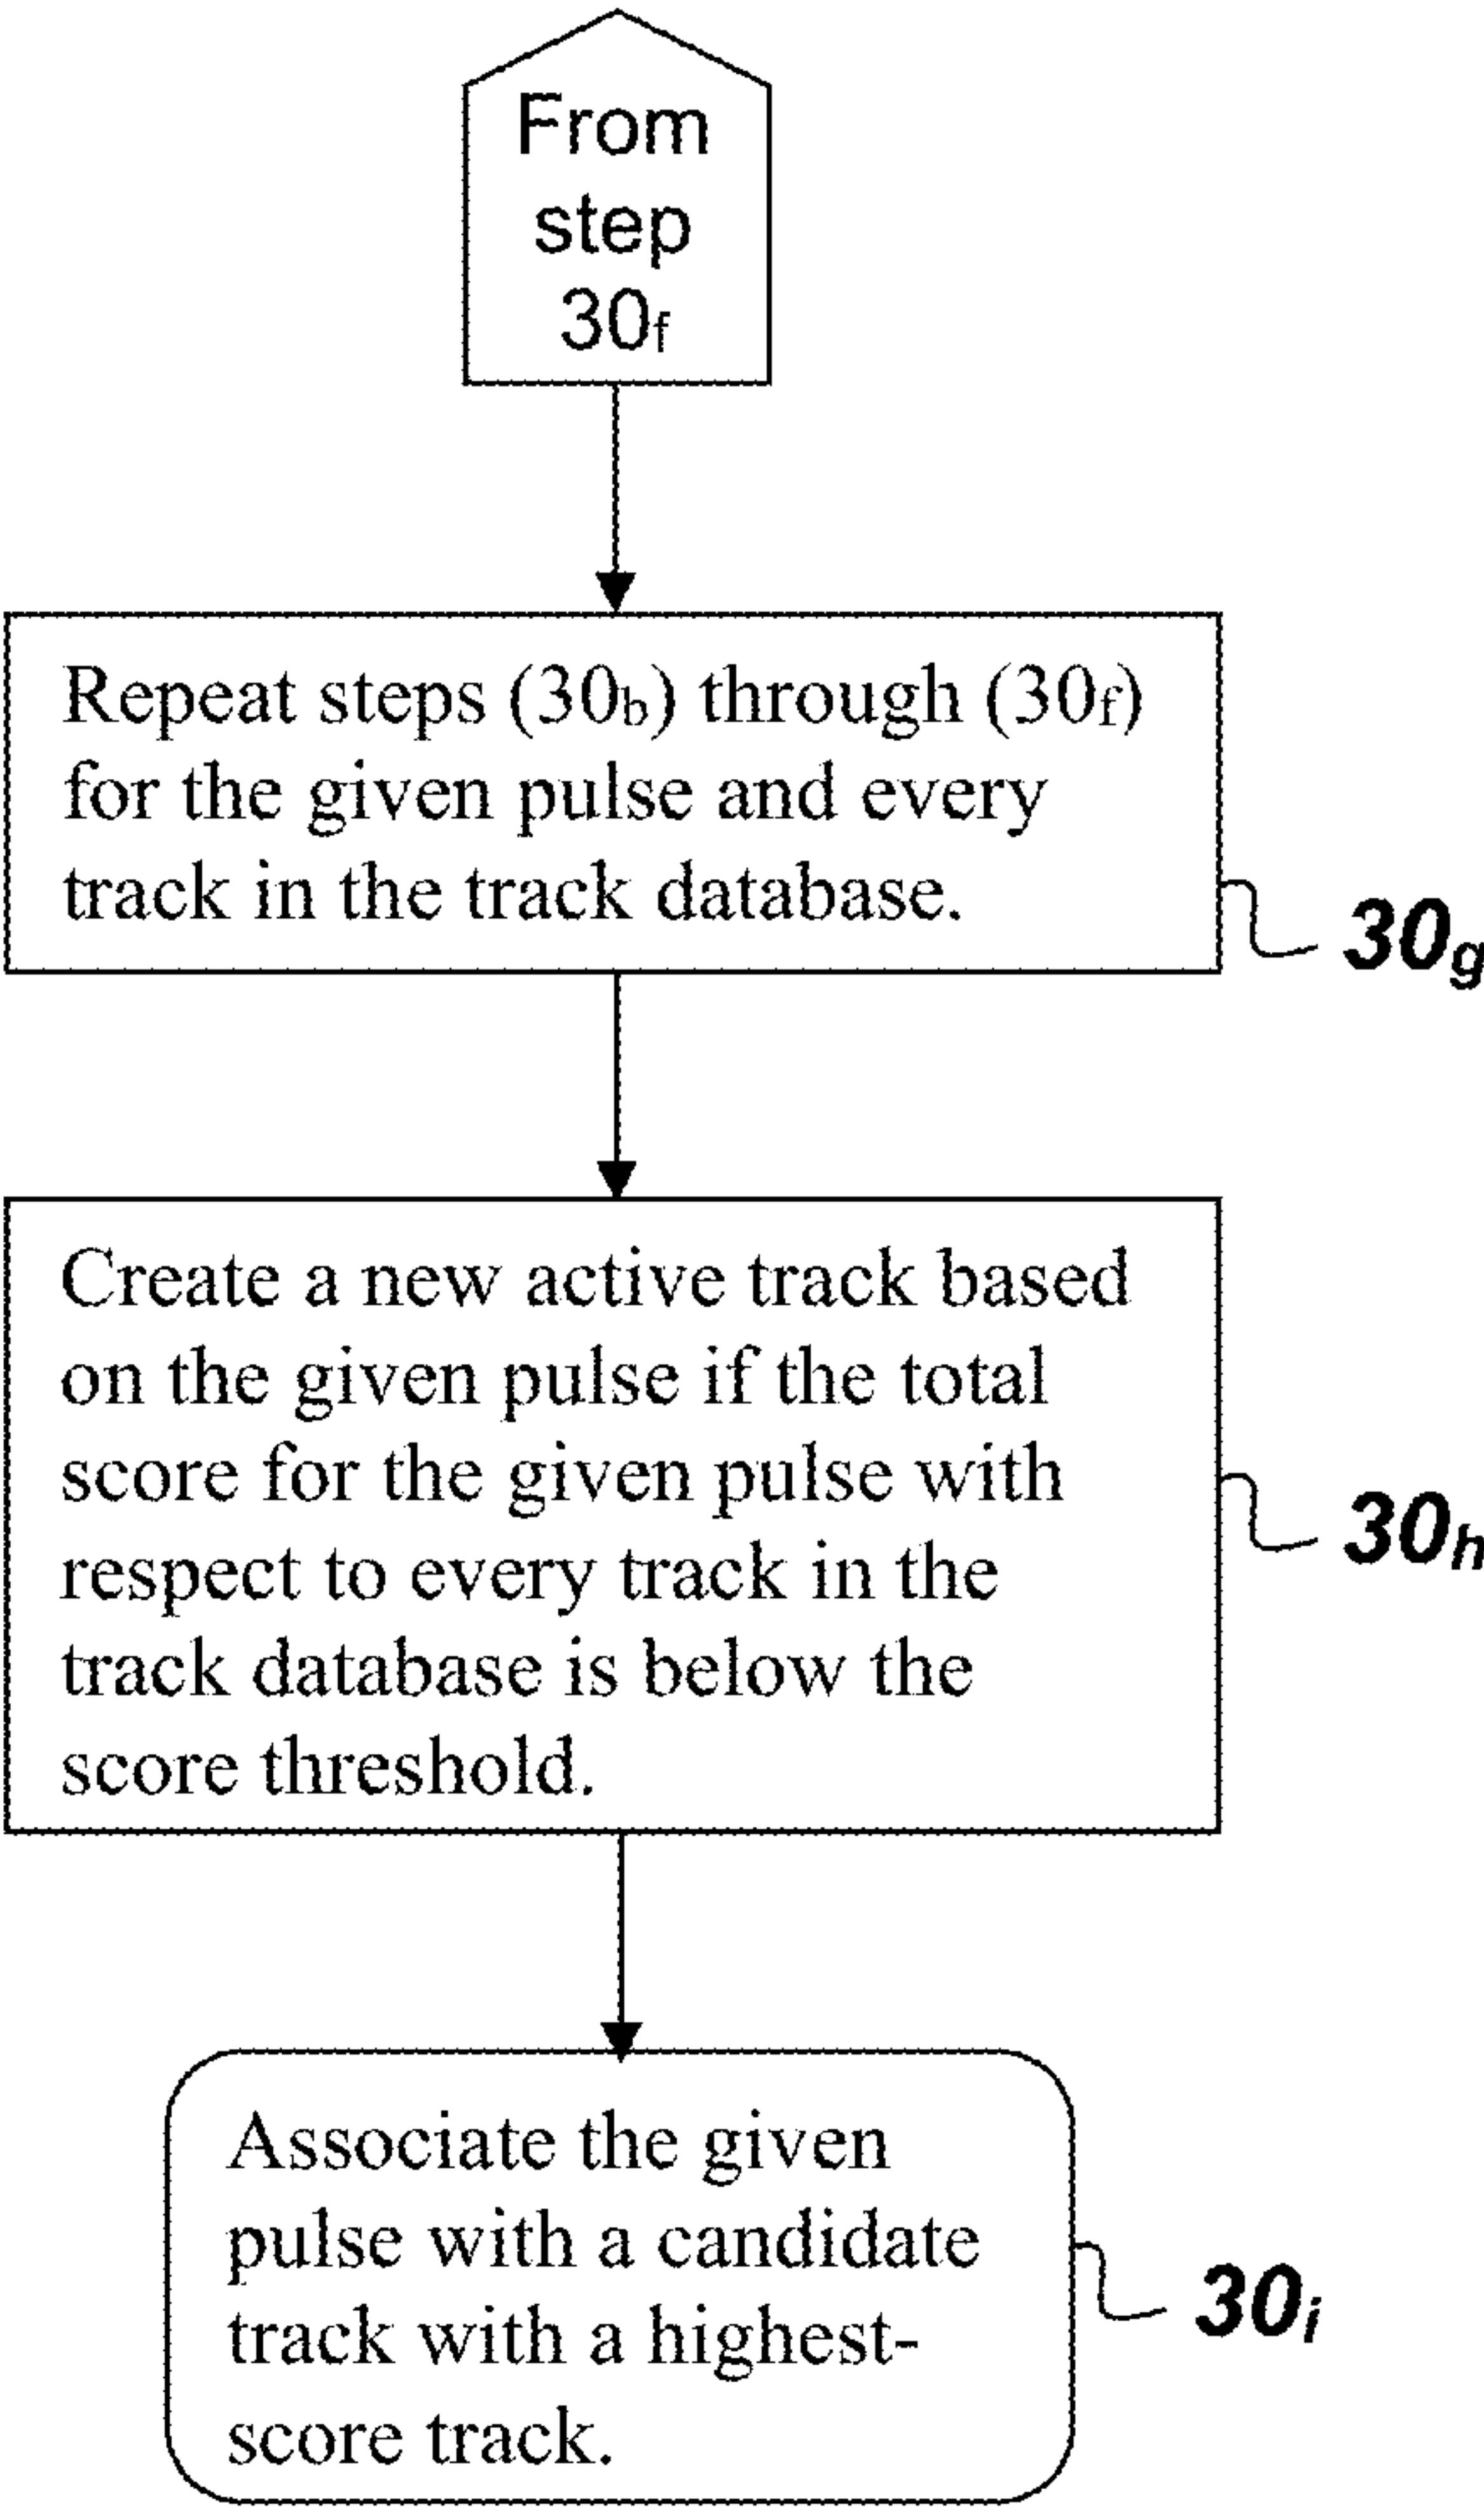 From
step
30f
Repeat steps (30b) through (30f)
for the given pulse and every
track in the track database.
30g
Create a new active track based
on the given pulse if the total
score for the given pulse with
respect to every track in the
track database is below the
score threshold.
30h
Associate the given
pulse with a candidate
track with a highest-
score track.
30i